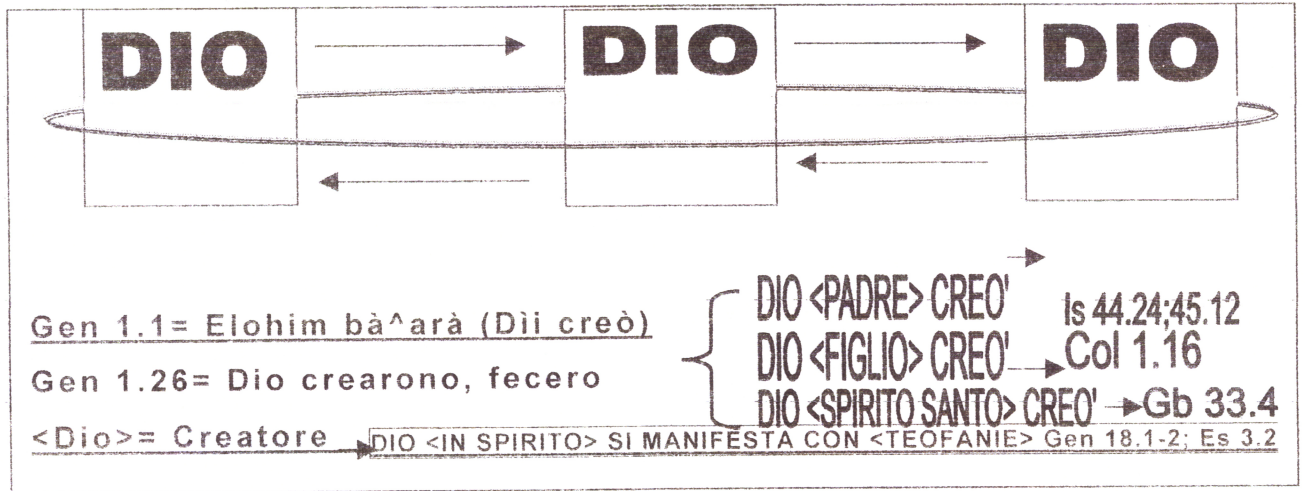 DIO DIO DIO
DIO <PADRE> CREO' Is 44.24;45.12
Gen 1.1= Elohim bà^arà (Dìi creò)
DIO <FIGLIO> CREO' Col 1.16
Gen 1.26= Dio crearono, fecero
DIO <SPIRITO SANTO> CREO' Gb 33.4
<Dio>= Creatore DIO <IN SPIRITO> SI MANIFESTA CON <TEOFANIE> Gen 18.1-2; Es 3.2